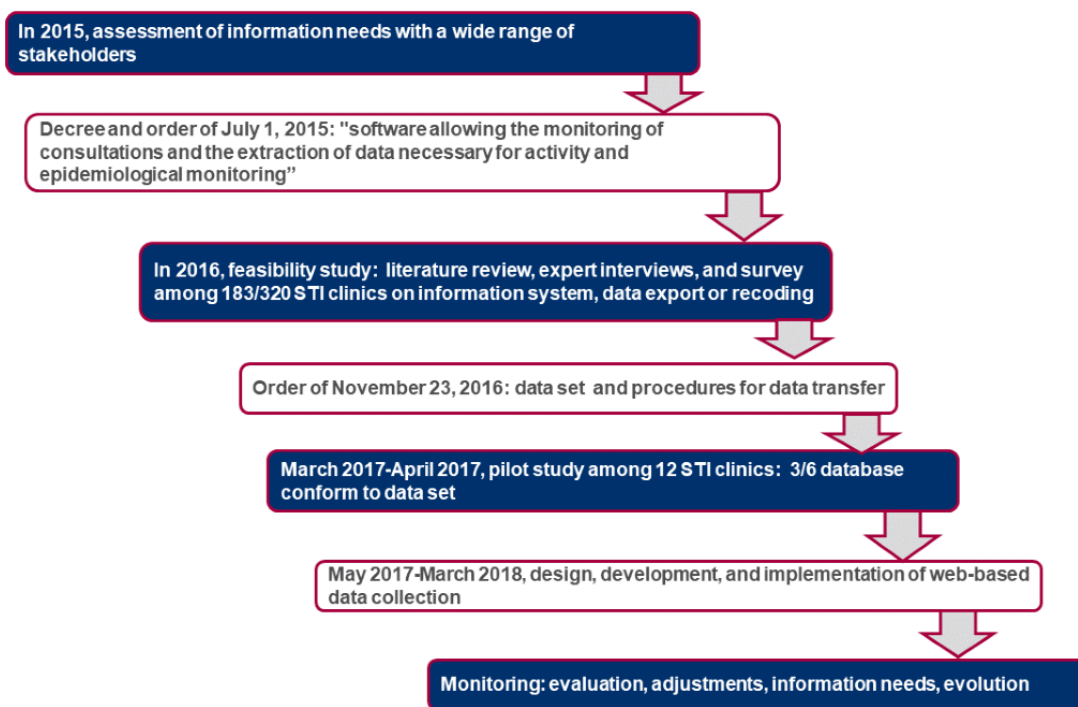 In 2015, assessment of information needs with a wide range of
stakeholders
Decree and order of July 1, 2015: "software allowing the monitoring of
consultations and the extraction of data necessary for activity and
epidemiological monitoring”
In 2016, feasibility study: literature review, expert interviews, and survey
among 183/320 STI clinics on information system, data export or recoding
Order of November 23, 2016: data set and procedures for data transfer
March 2017-April 2017, pilot study among 12 STI clinics: 3/6 database
conform to data set
May 2017-March 2018, design, development, and implementation of web-based
data collection
Monitoring: evaluation, adjustments, information needs, evolution